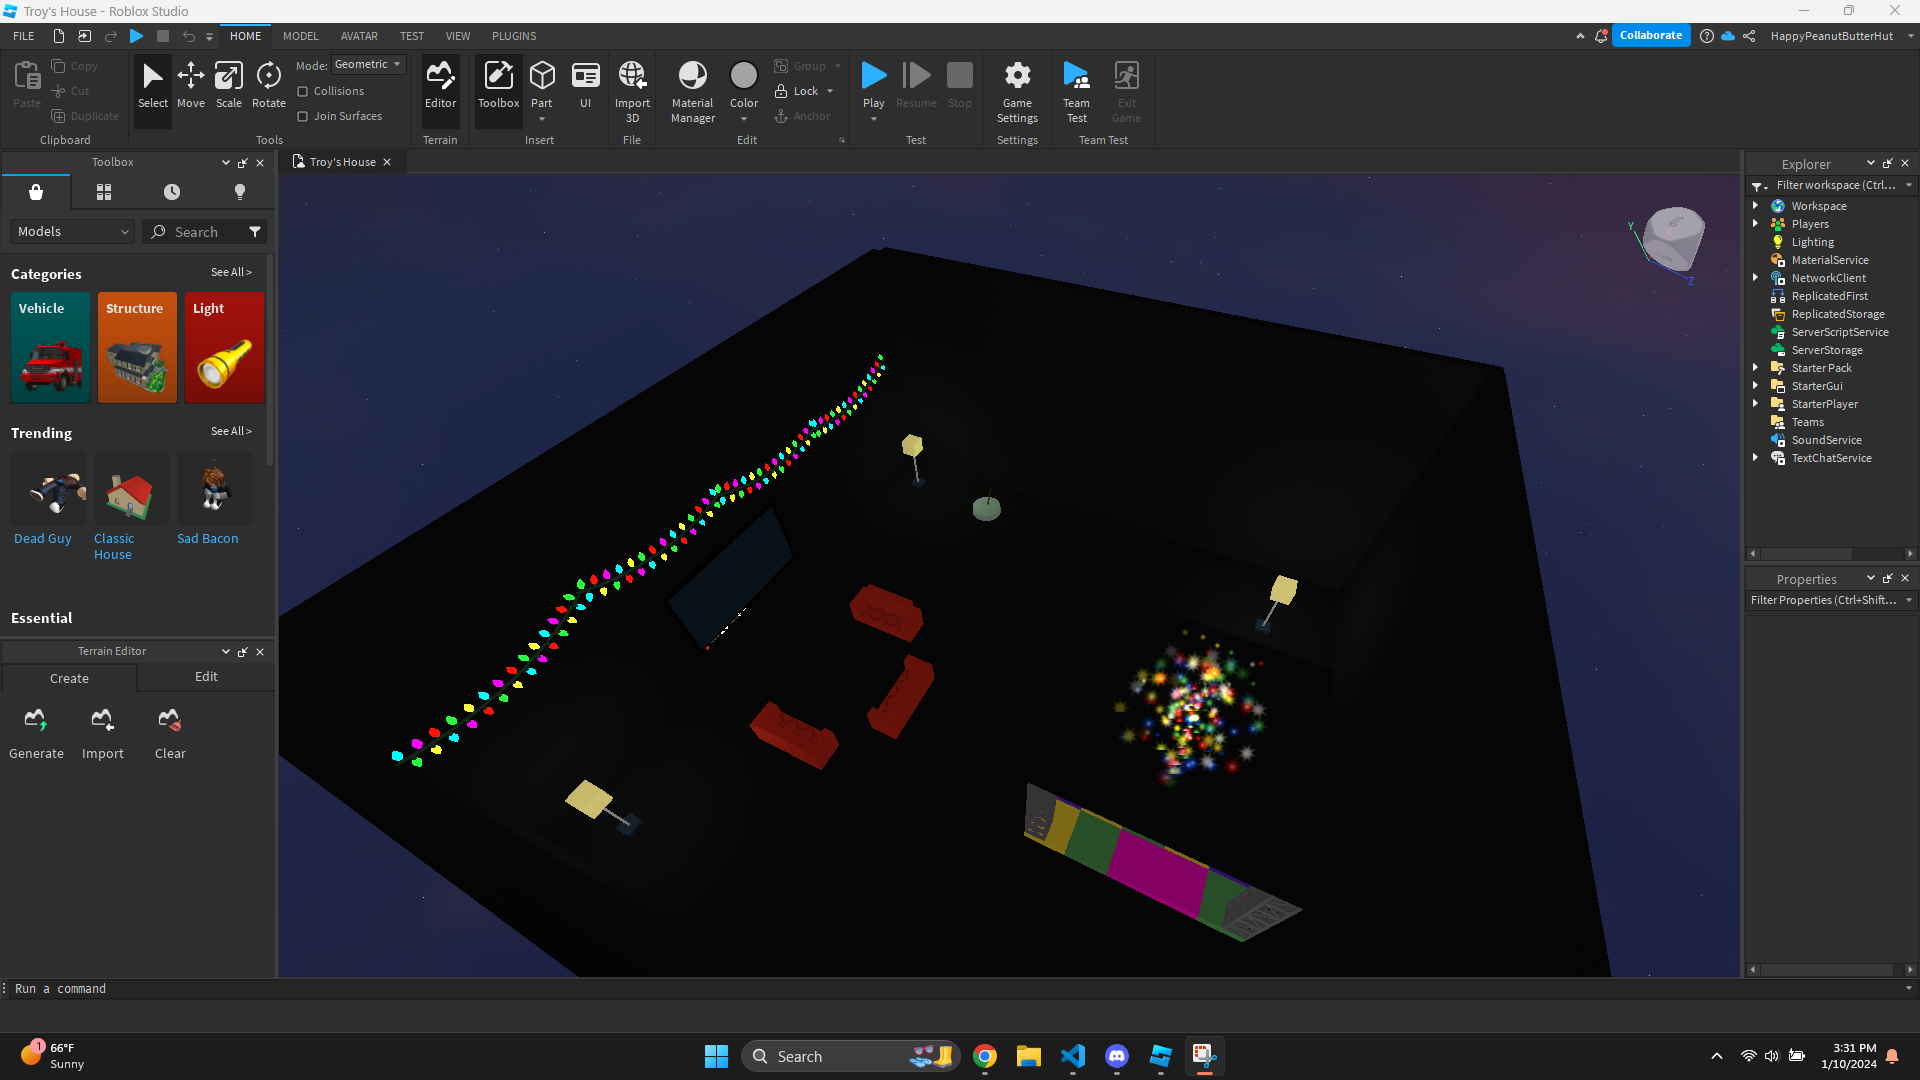 Troy's House - Roblox Studio
FILE
HOME
MODEL
AVATAR
TEST
VIEW
PLUGINS
Collaborate
HappyPeanutButterHut
Paste
Copy
Cut
Duplicate
Clipboard
Select
Move
Scale
Rotate
Mode: Geometric
Collisions
Join Surfaces
Tools
Editor
Terrain
Toolbox
Part
UI
Insert
Import
3D
File
Material
Manager
Color
Group
Lock
Anchor
Edit
Play
Resume
Stop
Test
Game
Settings
Settings
Team
Test
Exit
Game
Team Test
Toolbox
Models
Search
Categories
See All >
Vehicle
Structure
Light
Trending
See All >
Dead Guy
Classic
House
Sad Bacon
Essential
Terrain Editor
Create
Edit
Generate
Import
Clear
Troy's House
Y
Z
Explorer
Filter workspace (Ctrl...
Workspace
Players
Lighting
MaterialService
NetworkClient
ReplicatedFirst
ReplicatedStorage
ServerScriptService
ServerStorage
Starter Pack
StarterGui
StarterPlayer
Teams
SoundService
TextChatService
Properties
Filter Properties (Ctrl+Shift...
Run a command
1
66°F
Sunny
Search
3:31 PM
1/10/2024